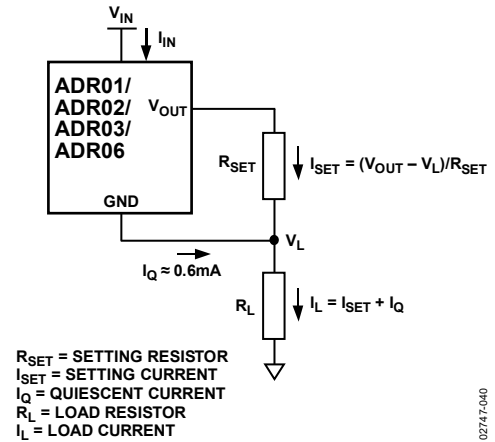 V_IN
I_IN
ADR01/
ADR02/
ADR03/
ADR06
V_OUT
GND
R_SET
I_SET = (V_OUT – V_L)/R_SET
V_L
I_Q ≈ 0.6mA
R_L
I_L = I_SET + I_Q
R_SET = SETTING RESISTOR
I_SET = SETTING CURRENT
I_Q = QUIESCENT CURRENT
R_L = LOAD RESISTOR
I_L = LOAD CURRENT
02747-040